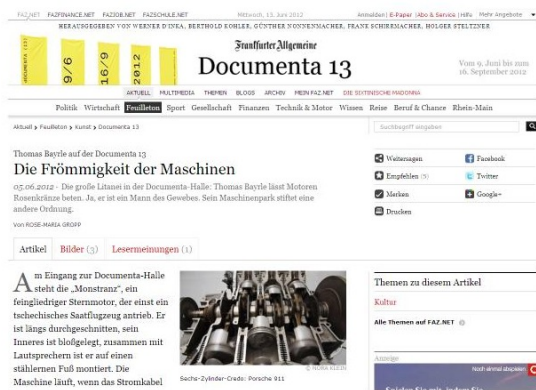 FAZ.NET FAZFINANCE.NET FAZJOB.NET FAZSCHULE.NET Mittwoch, 13. Juni 2012 Anmelden | E-Paper | Abo & Service | Hilfe Mehr Angebote
HERAUSGEGEBEN VON WERNER D'INKA, BERTHOLD KOHLER, GÜNTHER NONNENMACHER, FRANK SCHIRRMACHER, HOLGER STELTZNER
DOCUMENTA (13)
9/6
16/9
2012
Frankfurter Allgemeine
Documenta 13
Vom 9. Juni bis zum
16. September 2012
AKTUELL MULTIMEDIA THEMEN BLOGS ARCHIV MEIN FAZ.NET DIE SIXTINISCHE MADONNA
Politik Wirtschaft Feuilleton Sport Gesellschaft Finanzen Technik & Motor Wissen Reise Beruf & Chance Rhein-Main
Aktuell Feuilleton Kunst Documenta 13
Suchbegriff eingeben
Thomas Bayrle auf der Documenta 13
Die Frömmigkeit der Maschinen
05.06.2012 · Die große Litanei in der Documenta-Halle: Thomas Bayrle lässt Motoren
Rosenkränze beten. Ja, er ist ein Mann des Gewebes. Sein Maschinenpark stiftet eine
andere Ordnung.
Von ROSE-MARIA GROPP
Weitersagen Facebook
Empfehlen (5) Twitter
Merken Google+
Drucken
Artikel Bilder (3) Lesermeinungen (1)
Am Eingang zur Documenta-Halle
steht die „Monstranz“, ein
feingliedriger Sternmotor, der einst ein
tschechisches Saatflugzeug antrieb. Er
ist längs durchgeschnitten, sein
Inneres ist bloßgelegt, zusammen mit
Lautsprechern ist er auf einen
stählernen Fuß montiert. Die
Maschine läuft, wenn das Stromkabel
© NORA KLEIN
Sechs-Zylinder-Credo: Porsche 911
Themen zu diesem Artikel
Kultur
Alle Themen auf FAZ.NET
Anzeige
Noch einmal abspielen